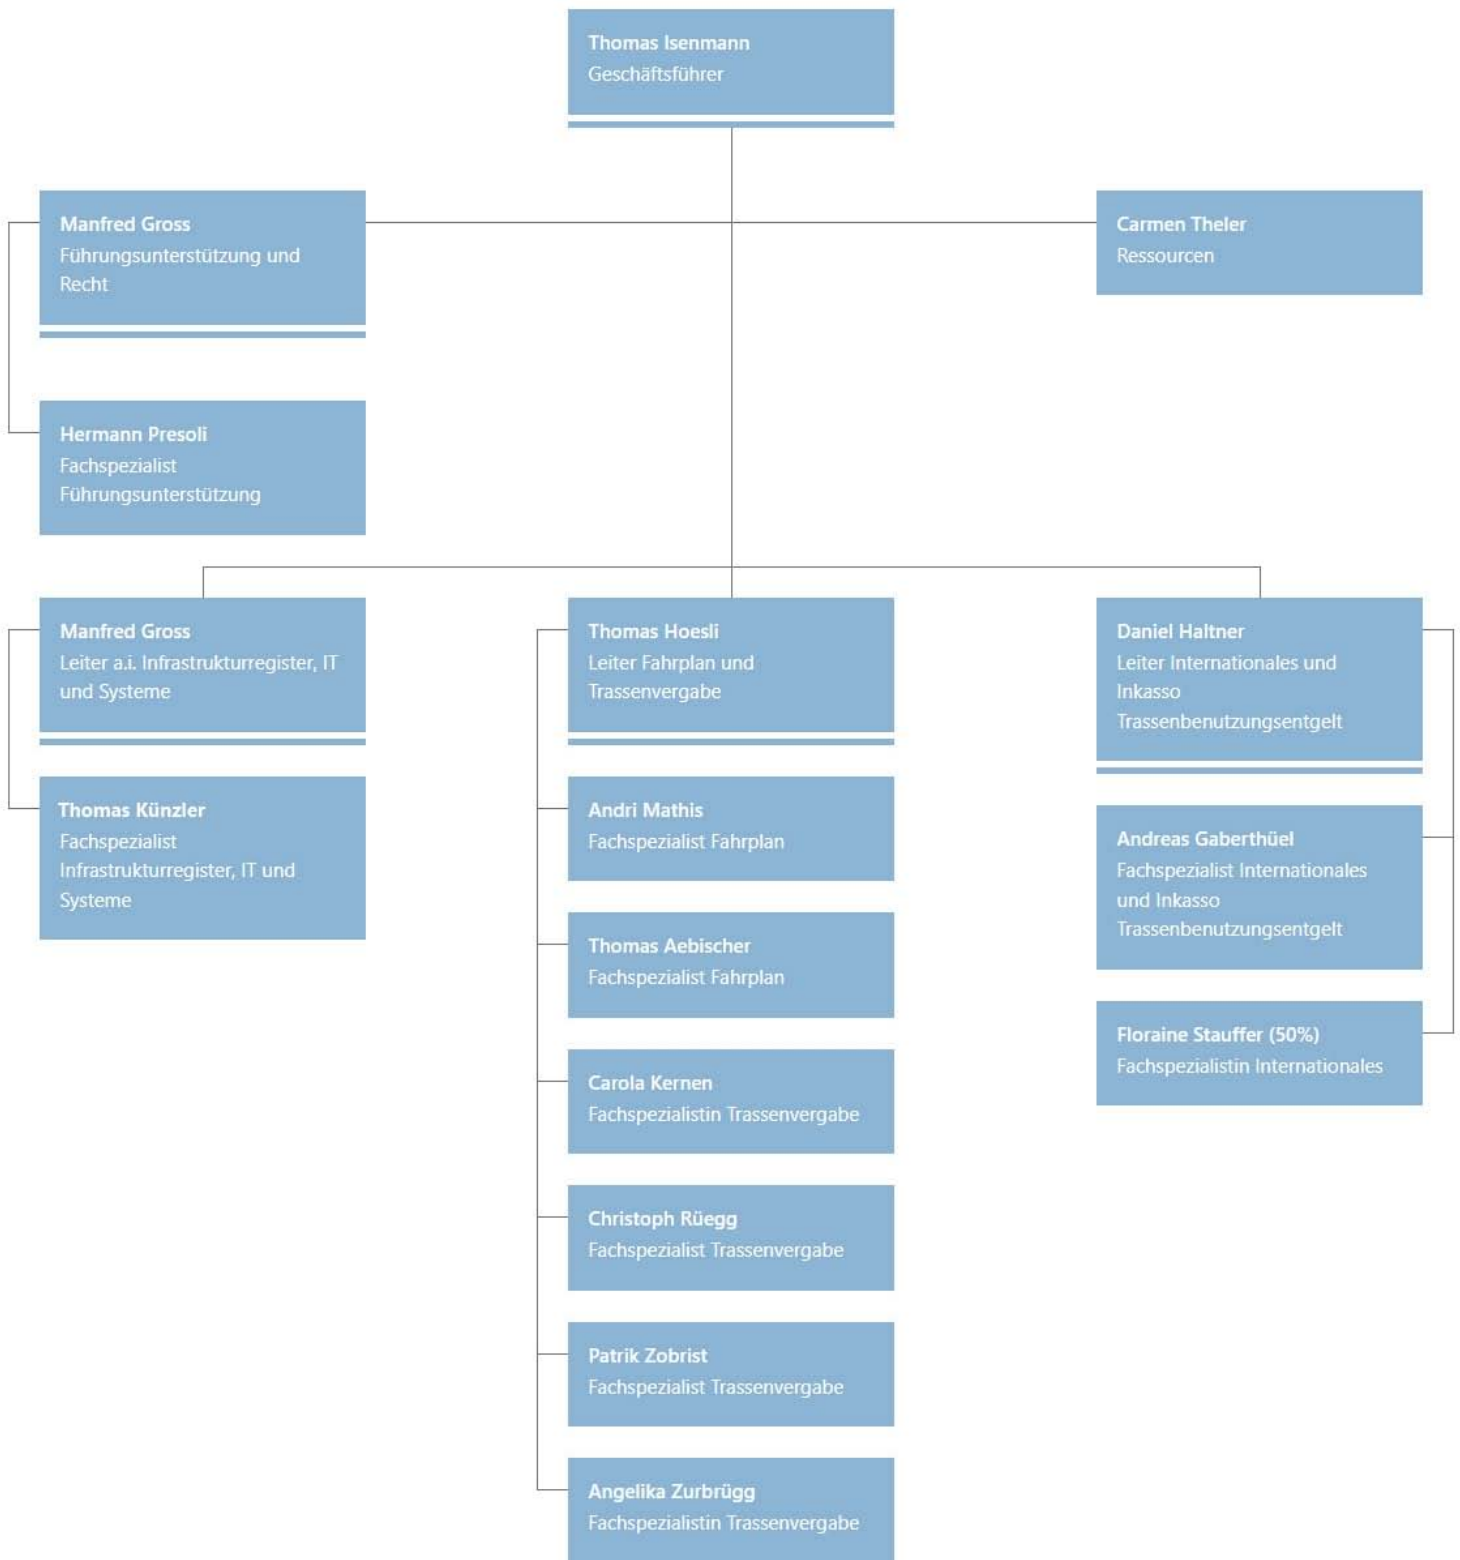 Thomas Isenmann
Geschäftsführer
Manfred Gross
Führungsunterstützung und
Recht
Carmen Theler
Ressourcen
Hermann Presoli
Fachspezialist
Führungsunterstützung
Manfred Gross
Leiter a.i. Infrastrukturregister, IT
und Systeme
Thomas Künzler
Fachspezialist
Infrastrukturregister, IT und
Systeme
Thomas Hoesli
Leiter Fahrplan und
Trassenvergabe
Andri Mathis
Fachspezialist Fahrplan
Thomas Aebischer
Fachspezialist Fahrplan
Carola Kernen
Fachspezialistin Trassenvergabe
Christoph Rüegg
Fachspezialist Trassenvergabe
Patrik Zobrist
Fachspezialist Trassenvergabe
Angelika Zurbrügg
Fachspezialistin Trassenvergabe
Daniel Haltner
Leiter Internationales und
Inkasso
Trassenbenutzungsentgelt
Andreas Gaberthüel
Fachspezialist Internationales
und Inkasso
Trassenbenutzungsentgelt
Floraine Stauffer (50%)
Fachspezialistin Internationales